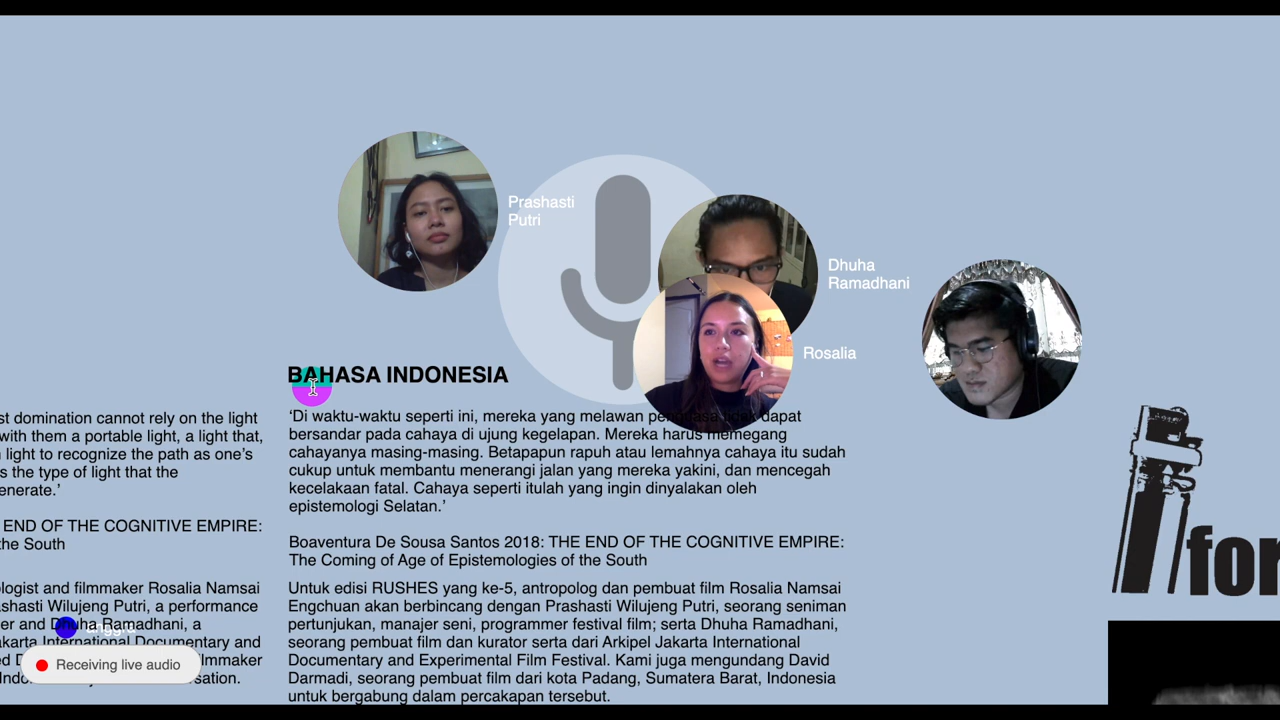 Prashasti
Putri
Dhuha
Ramadhani
Rosalia
BAHASA INDONESIA
st domination cannot rely on the light
with them a portable light, a light that,
light to recognize the path as one's
s the type of light that the
enerate.'
END OF THE COGNITIVE EMPIRE:
the South
ologist and filmmaker Rosalia Namsai
ashasti Wilujeng Putri, a performance
er and Dhuha Ramadhani, a
akarta International Documentary and
filmmaker
ersation.
'Di waktu-waktu seperti ini, mereka yang melawan penguasa tidak dapat
bersandar pada cahaya di ujung kegelapan. Mereka harus memegang
cahayanya masing-masing. Betapapun rapuh atau lemahnya cahaya itu sudah
cukup untuk membantu menerangi jalan yang mereka yakini, dan mencegah
kecelakaan fatal. Cahaya seperti itulah yang ingin dinyalakan oleh
epistemologi Selatan.'
Boaventura De Sousa Santos 2018: THE END OF THE COGNITIVE EMPIRE:
The Coming of Age of Epistemologies of the South
Untuk edisi RUSHES yang ke-5, antropolog dan pembuat film Rosalia Namsai
Engchuan akan berbincang dengan Prashasti Wilujeng Putri, seorang seniman
pertunjukan, manajer seni, programmer festival film; serta Dhuha Ramadhani,
seorang pembuat film dan kurator serta dari Arkipel Jakarta International
Documentary and Experimental Film Festival. Kami juga mengundang David
Darmadi, seorang pembuat film dari kota Padang, Sumatera Barat, Indonesia
untuk bergabung dalam percakapan tersebut.
anggra
Receiving live audio
for